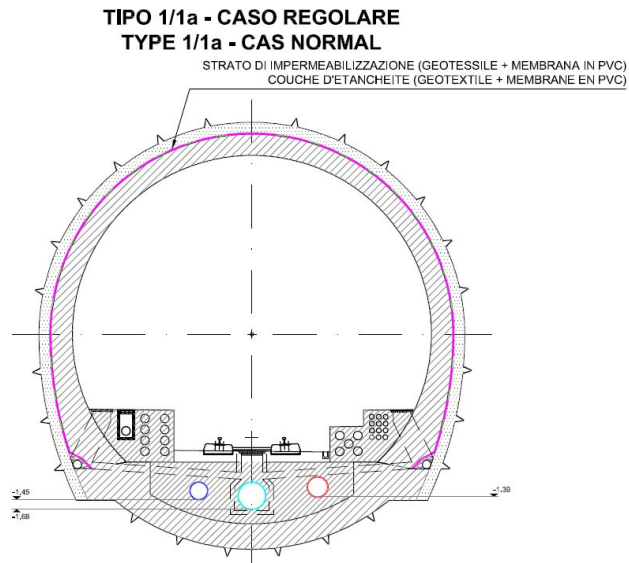 TIPO 1/1a - CASO REGOLARE
TYPE 1/1a - CAS NORMAL
STRATO DI IMPERMEABILIZZAZIONE (GEOTESSILE + MEMBRANA IN PVC)
COUCHE D'ETANCHEITE (GEOTEXTILE + MEMBRANE EN PVC)
-1,45
-1.39
-1,68